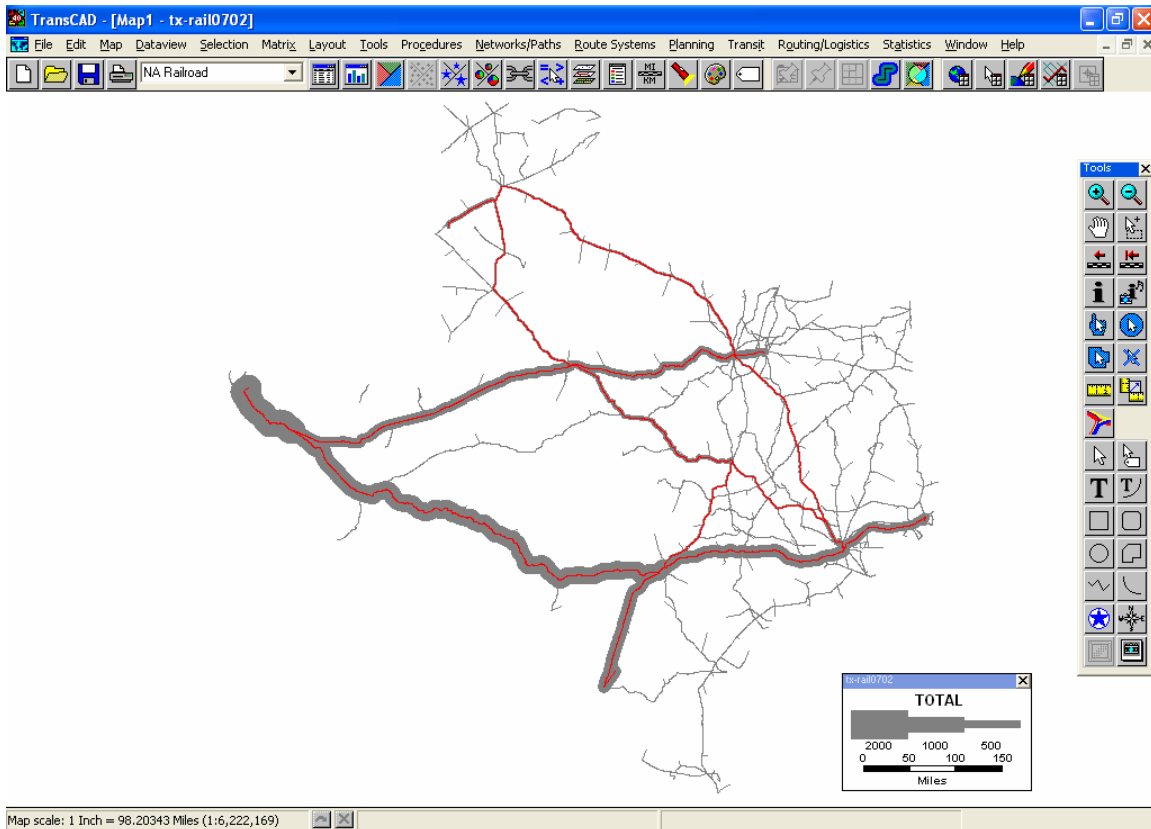 TransCAD - [Map1 - tx-rail0702]
File Edit Map Dataview Selection Matrix Layout Tools Procedures Networks/Paths Route Systems Planning Transit Routing/Logistics Statistics Window Help
NA Railroad
MI
KM
Tools
T T
tx-rail0702
TOTAL
2000 1000 500
0 50 100 150
Miles
Map scale: 1 Inch = 98.20343 Miles (1:6,222,169)